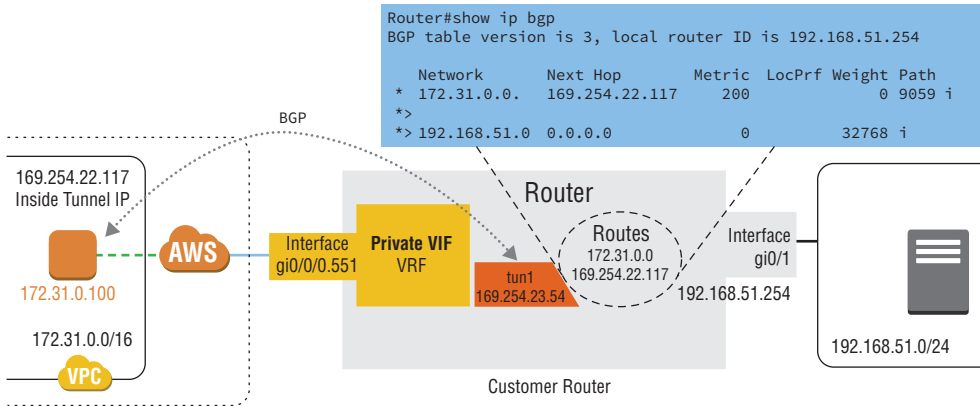 Router#show ip bgp
BGP table version is 3, local router ID is 192.168.51.254
Network Next Hop Metric LocPrf Weight Path
* 172.31.0.0. 169.254.22.117 200 0 9059 i
*>
*> 192.168.51.0 0.0.0.0 0 32768 i
BGP
169.254.22.117
Inside Tunnel IP
172.31.0.100
172.31.0.0/16
VPC
AWS
Interface
gi0/0/0.551
Private VIF
VRF
Router
tun1
169.254.23.54
Routes
172.31.0.0
169.254.22.117
Interface
gi0/1
192.168.51.254
Customer Router
192.168.51.0/24